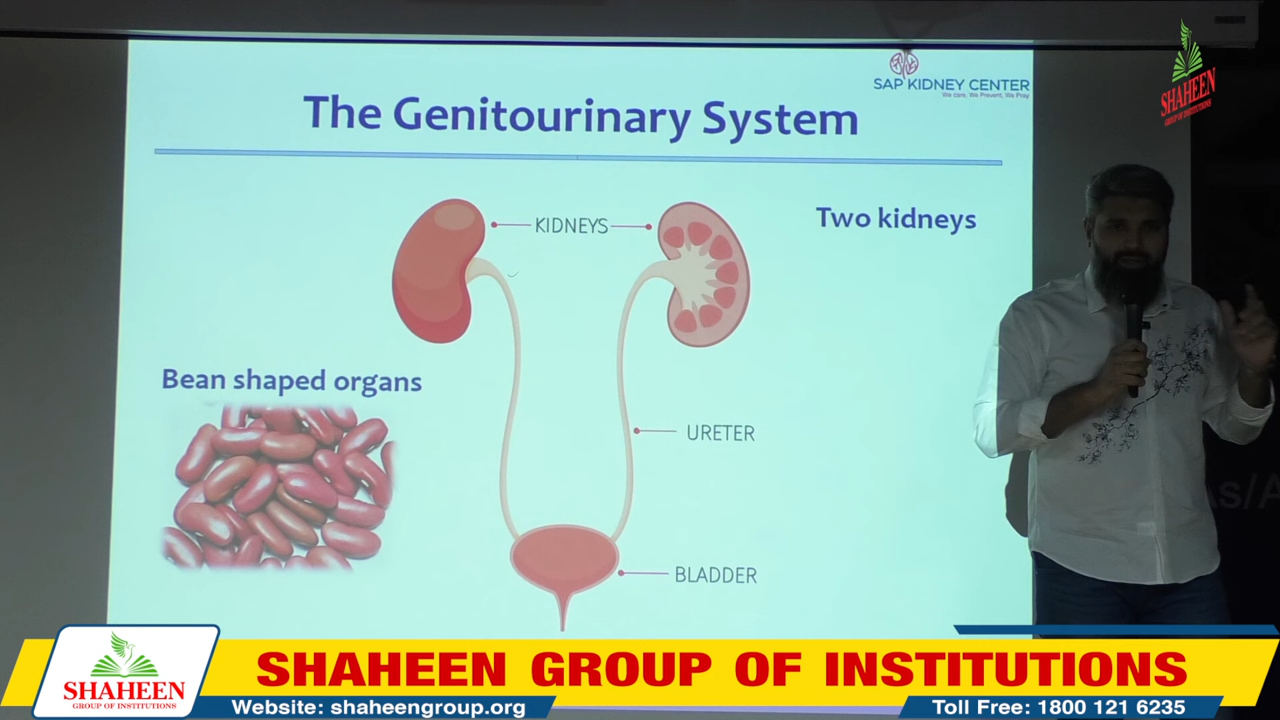 SAP KIDNEY CENTER
We care, We Prevent, We Pray
SHAHEEN
GROUP OF INSTITUTIONS
The Genitourinary System
KIDNEYS
Two kidneys
Bean shaped organs
URETER
BLADDER
SHAHEEN
GROUP OF INSTITUTIONS
SHAHEEN GROUP OF INSTITUTIONS
Website: shaheengroup.org
Toll Free: 1800 121 6235